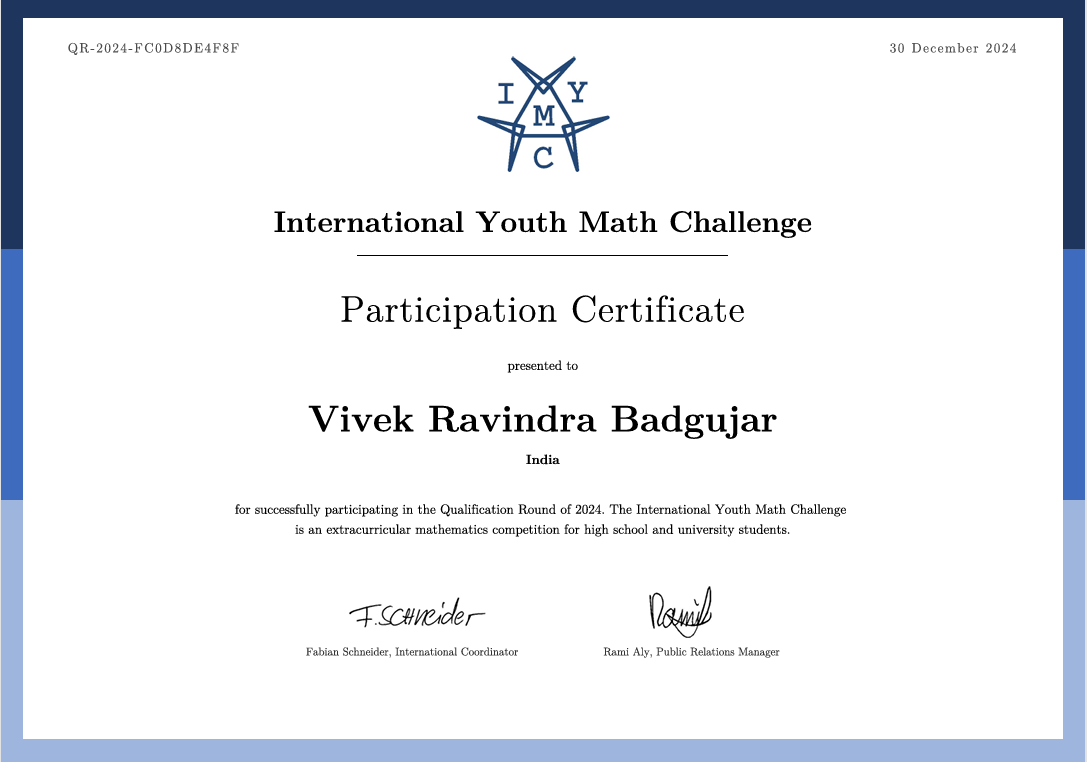 QR-2024-FC0D8DE4F8F
30 December 2024
I Y
M
C
International Youth Math Challenge
Participation Certificate
presented to
Vivek Ravindra Badgujar
India
for successfully participating in the Qualification Round of 2024. The International Youth Math Challenge
is an extracurricular mathematics competition for high school and university students.
F.SCHNeider
Ramif
Fabian Schneider, International Coordinator
Rami Aly, Public Relations Manager